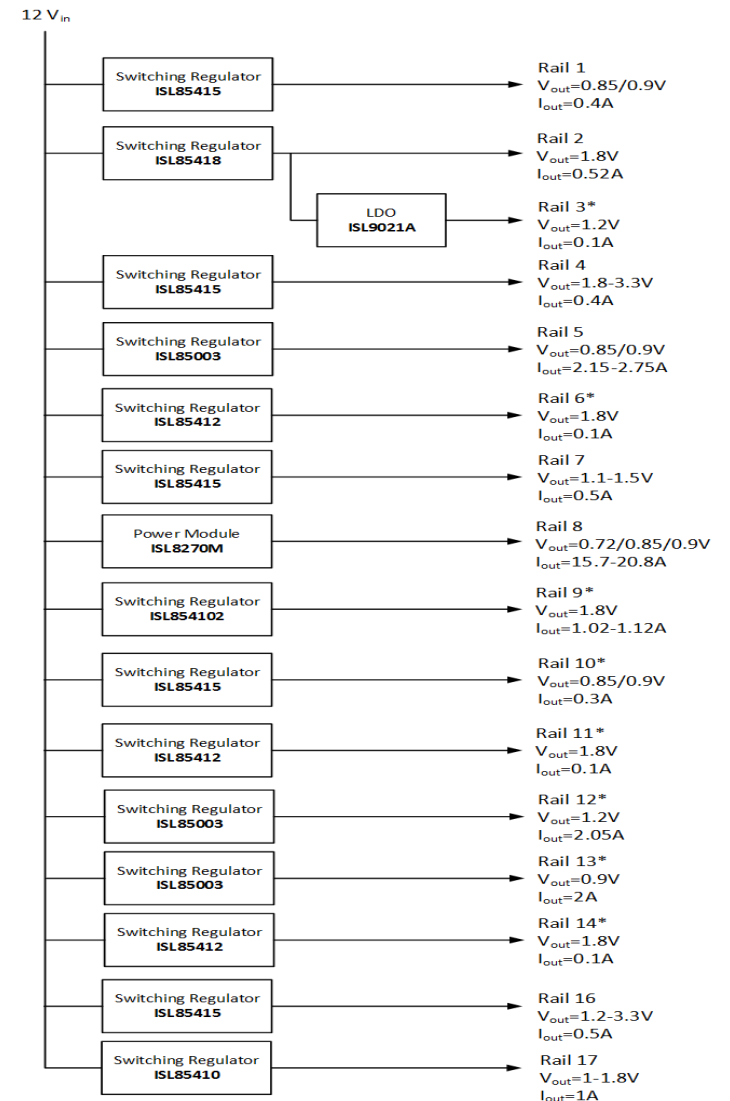 12 Vin
Switching Regulator
ISL85415
Rail 1
Vout=0.85/0.9V
Iout=0.4A
Switching Regulator
ISL85418
Rail 2
Vout=1.8V
Iout=0.52A
LDO
ISL9021A
Rail 3*
Vout=1.2V
Iout=0.1A
Switching Regulator
ISL85415
Rail 4
Vout=1.8-3.3V
Iout=0.4A
Switching Regulator
ISL85003
Rail 5
Vout=0.85/0.9V
Iout=2.15-2.75A
Switching Regulator
ISL85412
Rail 6*
Vout=1.8V
Iout=0.1A
Switching Regulator
ISL85415
Rail 7
Vout=1.1-1.5V
Iout=0.5A
Power Module
ISL8270M
Rail 8
Vout=0.72/0.85/0.9V
Iout=15.7-20.8A
Switching Regulator
ISL854102
Rail 9*
Vout=1.8V
Iout=1.02-1.12A
Switching Regulator
ISL85415
Rail 10*
Vout=0.85/0.9V
Iout=0.3A
Switching Regulator
ISL85412
Rail 11*
Vout=1.8V
Iout=0.1A
Switching Regulator
ISL85003
Rail 12*
Vout=1.2V
Iout=2.05A
Switching Regulator
ISL85003
Rail 13*
Vout=0.9V
Iout=2A
Switching Regulator
ISL85412
Rail 14*
Vout=1.8V
Iout=0.1A
Switching Regulator
ISL85415
Rail 16
Vout=1.2-3.3V
Iout=0.5A
Switching Regulator
ISL85410
Rail 17
Vout=1-1.8V
Iout=1A